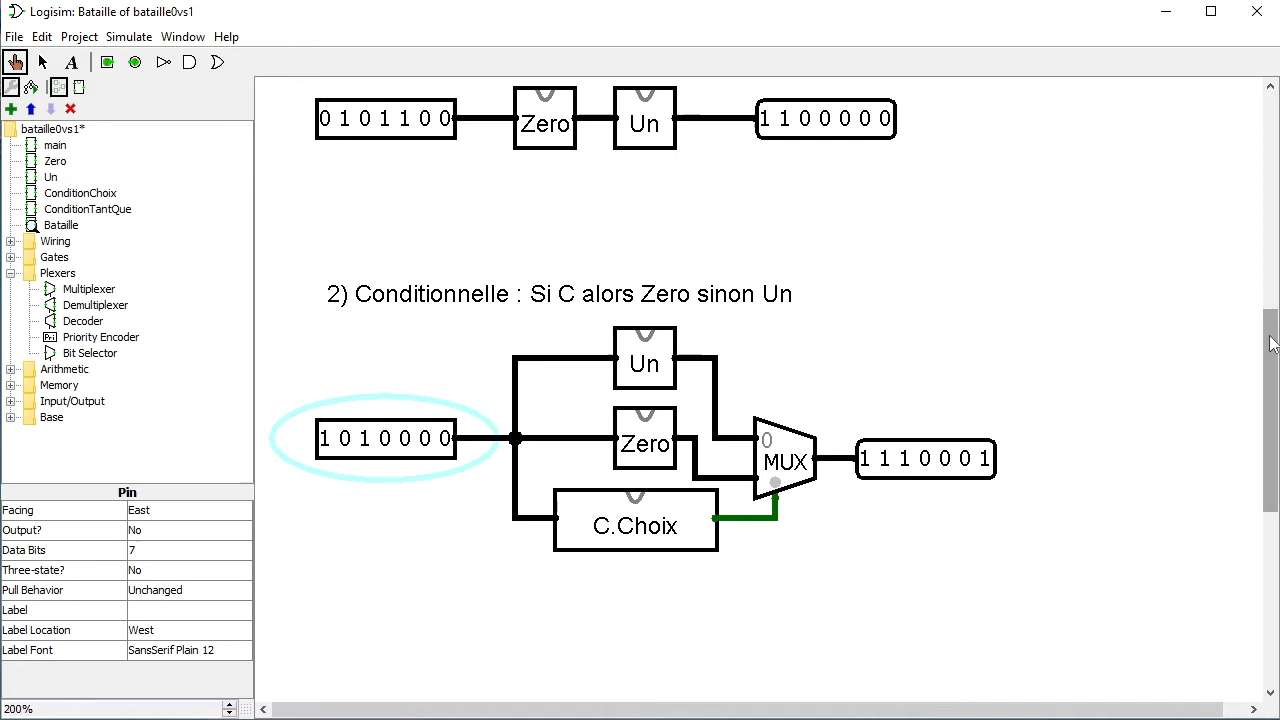 Logisim: Bataille of bataille0vs1
File Edit Project Simulate Window Help
A
bataille0vs1*
main
Zero
Un
ConditionChoix
ConditionTantQue
Bataille
Wiring
Gates
Plexers
Multiplexer
Demultiplexer
Decoder
Pri Priority Encoder
Bit Selector
Arithmetic
Memory
Input/Output
Base
Pin
Facing East
Output? No
Data Bits 7
Three-state? No
Pull Behavior Unchanged
Label
Label Location West
Label Font SansSerif Plain 12
200%
0 1 0 1 1 0 0 Zero Un 1 1 0 0 0 0 0
2) Conditionnelle : Si C alors Zero sinon Un
Un
1 0 1 0 0 0 0 Zero 0 MUX 1 1 1 0 0 0 1
C.Choix